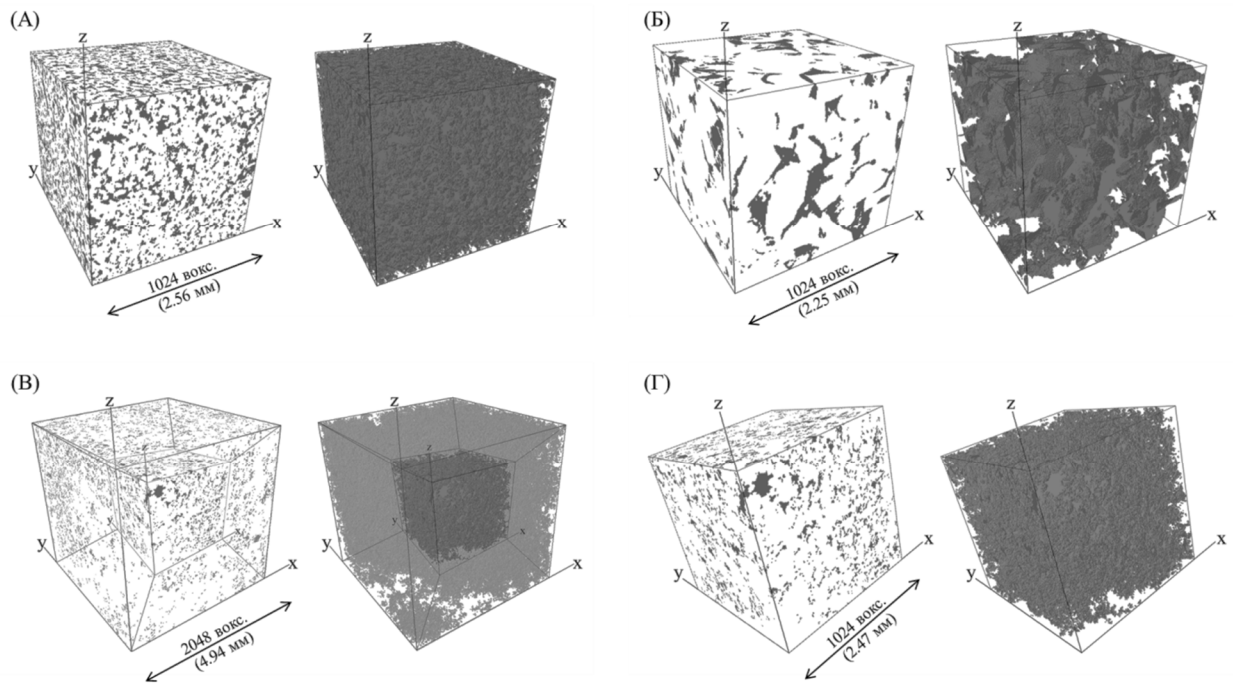 (А)
z
y
x
1024 вокс.
(2.56 мм)
z
y
x
(Б)
z
y
x
1024 вокс.
(2.25 мм)
z
y
x
(В)
z
z
y
y
x
2048 вокс.
(4.94 мм)
z
z
y
x
y
x
(Г)
z
y
x
1024 вокс.
(2.47 мм)
z
y
x